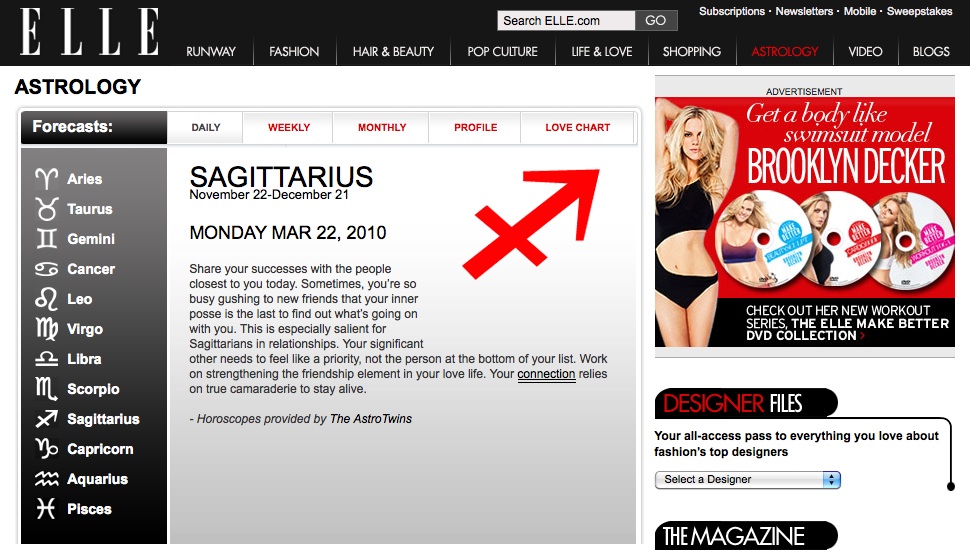 ELLE
Search ELLE.com GO
Subscriptions • Newsletters • Mobile • Sweepstakes
RUNWAY FASHION HAIR & BEAUTY POP CULTURE LIFE & LOVE SHOPPING ASTROLOGY VIDEO BLOGS
ASTROLOGY
Forecasts:
DAILY WEEKLY MONTHLY PROFILE LOVE CHART
Aries
Taurus
Gemini
Cancer
Leo
Virgo
Libra
Scorpio
Sagittarius
Capricorn
Aquarius
Pisces
SAGITTARIUS
November 22-December 21
MONDAY MAR 22, 2010
Share your successes with the people
closest to you today. Sometimes, you're so
busy gushing to new friends that your inner
posse is the last to find out what's going on
with you. This is especially salient for
Sagittarians in relationships. Your significant
other needs to feel like a priority, not the person at the bottom of your list. Work
on strengthening the friendship element in your love life. Your connection relies
on true camaraderie to stay alive.
- Horoscopes provided by The AstroTwins
ADVERTISEMENT
Get a body like
swimsuit model
BROOKLYN DECKER
MAKE
BETTER
MAKE
BETTER
MAKE
BETTER
CHECK OUT HER NEW WORKOUT
SERIES, THE ELLE MAKE BETTER
DVD COLLECTION >
DESIGNER FILES
Your all-access pass to everything you love about
fashion's top designers
Select a Designer
THE MAGAZINE